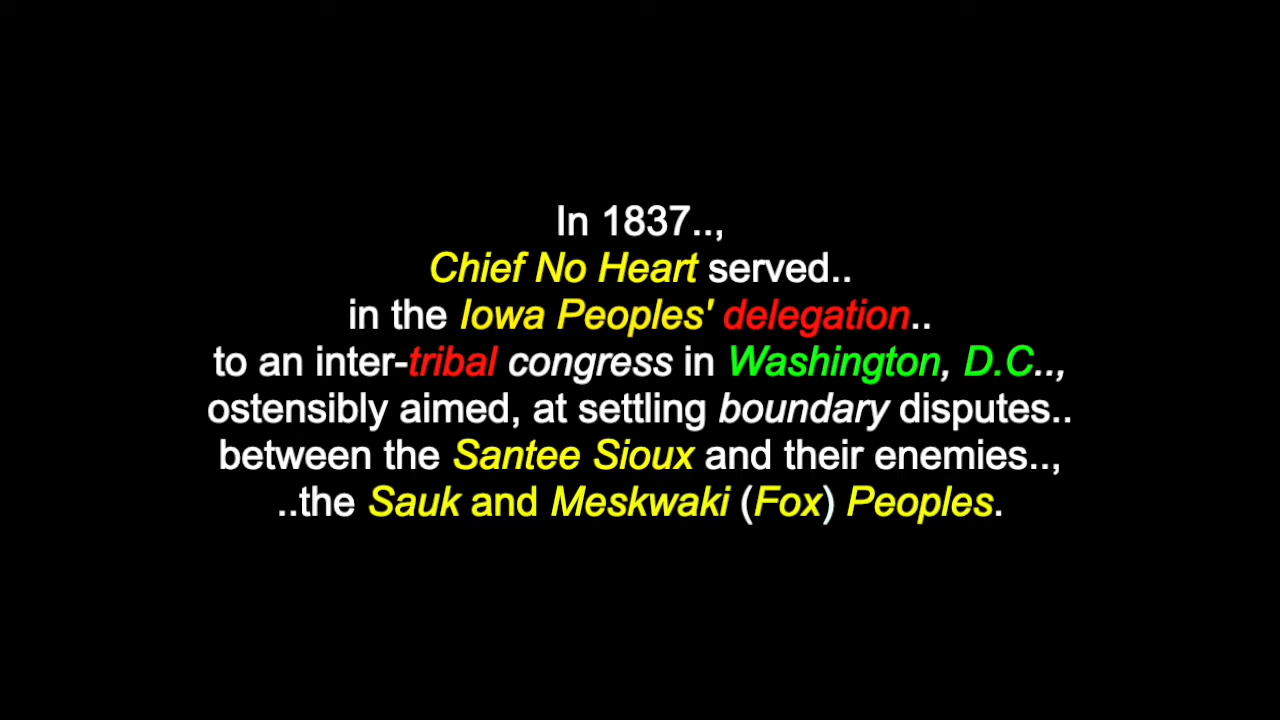 In 1837..,
Chief No Heart served..
in the Iowa Peoples' delegation..
to an inter-tribal congress in Washington, D.C..,
ostensibly aimed, at settling boundary disputes..
between the Santee Sioux and their enemies..,
..the Sauk and Meskwaki (Fox) Peoples.